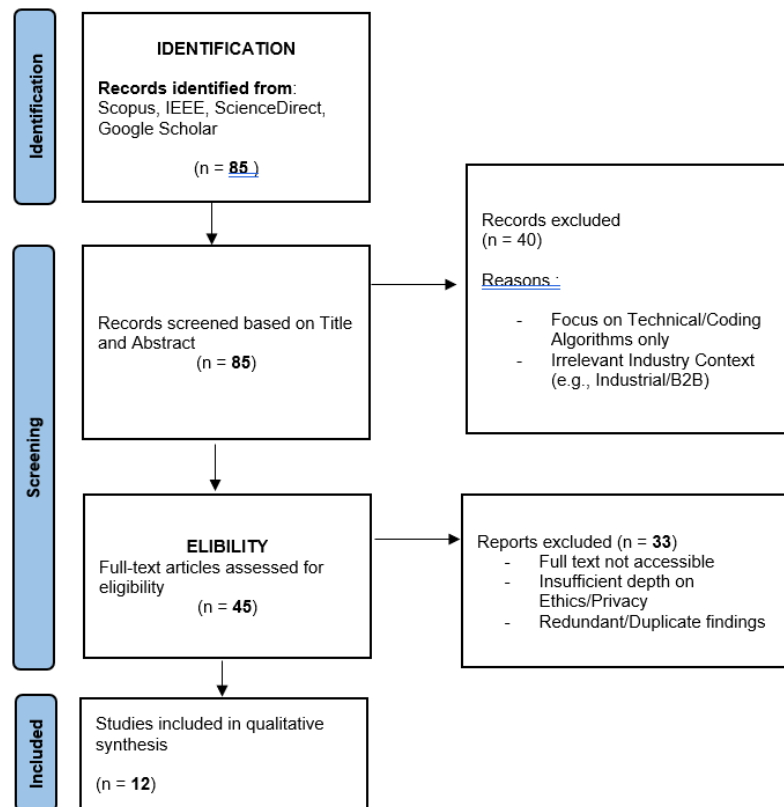 Identification
IDENTIFICATION
Records identified from:
Scopus, IEEE, ScienceDirect,
Google Scholar
(n = 85 )
Records excluded
(n = 40)
Reasons :
- Focus on Technical/Coding
Algorithms only
- Irrelevant Industry Context
(e.g., Industrial/B2B)
Screening
Records screened based on Title
and Abstract
(n = 85)
ELIBILITY
Full-text articles assessed for
eligibility
(n = 45)
Reports excluded (n = 33)
- Full text not accessible
- Insufficient depth on
Ethics/Privacy
- Redundant/Duplicate findings
Included
Studies included in qualitative
synthesis
(n = 12)